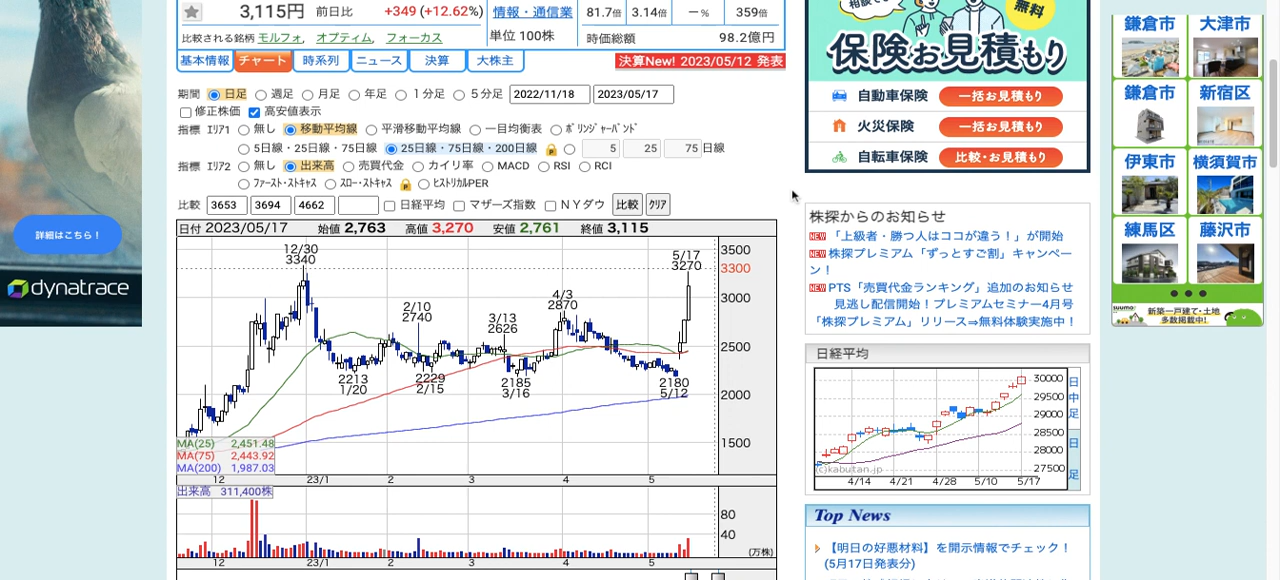 3,115円 前日比 +349 (+12.62%) 情報・通信業 81.7倍 3.14倍 －% 359倍
比較される銘柄 モルフォ, オプティム, フォーカス 単位 100株 時価総額 98.2億円
基本情報 チャート 時系列 ニュース 決算 大株主 決算New! 2023/05/12 発表
期間 日足 週足 月足 年足 1分足 5分足 2022/11/18 2023/05/17
修正株価 高安値表示
指標 エリア1 無し 移動平均線 平滑移動平均線 一目均衡表 ボリンジャーバンド
5日線・25日線・75日線 25日線・75日線・200日線 5 25 75 日線
指標 エリア2 無し 出来高 売買代金 カイリ率 MACD RSI RCI
ファースト・ストキャス スロー・ストキャス ヒストリカルPER
比較 3653 3694 4662 日経平均 マザーズ指数 NYダウ 比較 クリア
日付 2023/05/17 始値 2,763 高値 3,270 安値 2,761 終値 3,115
12/30
3340
2/10
2740
3/13
2626
4/3
2870
5/17
3270
2213
1/20
2229
2/15
2185
3/16
2180
5/12
3500
3300
3000
2500
2000
1500
MA(25) 2,451.48
MA(75) 2,443.92
MA(200) 1,987.03
12 23/1 2 3 4 5
出来高 311,400株
80
40
(万株)
12 23/1 2 3 4 5
詳細はこちら！
dynatrace
無料
保険お見積もり
自動車保険 一括お見積もり
火災保険 一括お見積もり
自転車保険 比較・お見積もり
株探からのお知らせ
NEW 「上級者・勝つ人はココが違う！」が開始
NEW 株探プレミアム「ずっとすご割」キャンペー
ン！
NEW PTS「売買代金ランキング」追加のお知らせ
見逃し配信開始！プレミアムセミナー4月号
「株探プレミアム」リリース⇒無料体験実施中！
日経平均
30000
29500
29000
28500
28000
27500
(c)kabutan.jp
4/14 4/21 4/28 5/10 5/17
日
中
足
日
足
Top News
【明日の好悪材料】を開示情報でチェック！
(5月17日発表分)
鎌倉市 大津市
鎌倉市 新宿区
伊東市 横須賀市
練馬区 藤沢市
suumo
新築一戸建て・土地
多数掲載中！